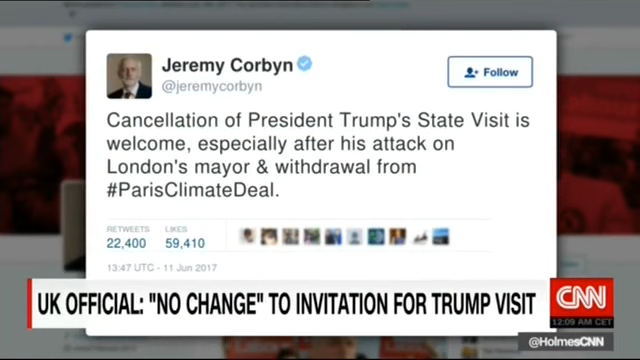 Jeremy Corbyn
@jeremycorbyn
Follow
Cancellation of President Trump's State Visit is
welcome, especially after his attack on
London's mayor & withdrawal from
#ParisClimateDeal.
RETWEETS LIKES
22,400 59,410
13:47 UTC - 11 Jun 2017
UK OFFICIAL: "NO CHANGE" TO INVITATION FOR TRUMP VISIT
CNN
12:09 AM CET
@HolmesCNN